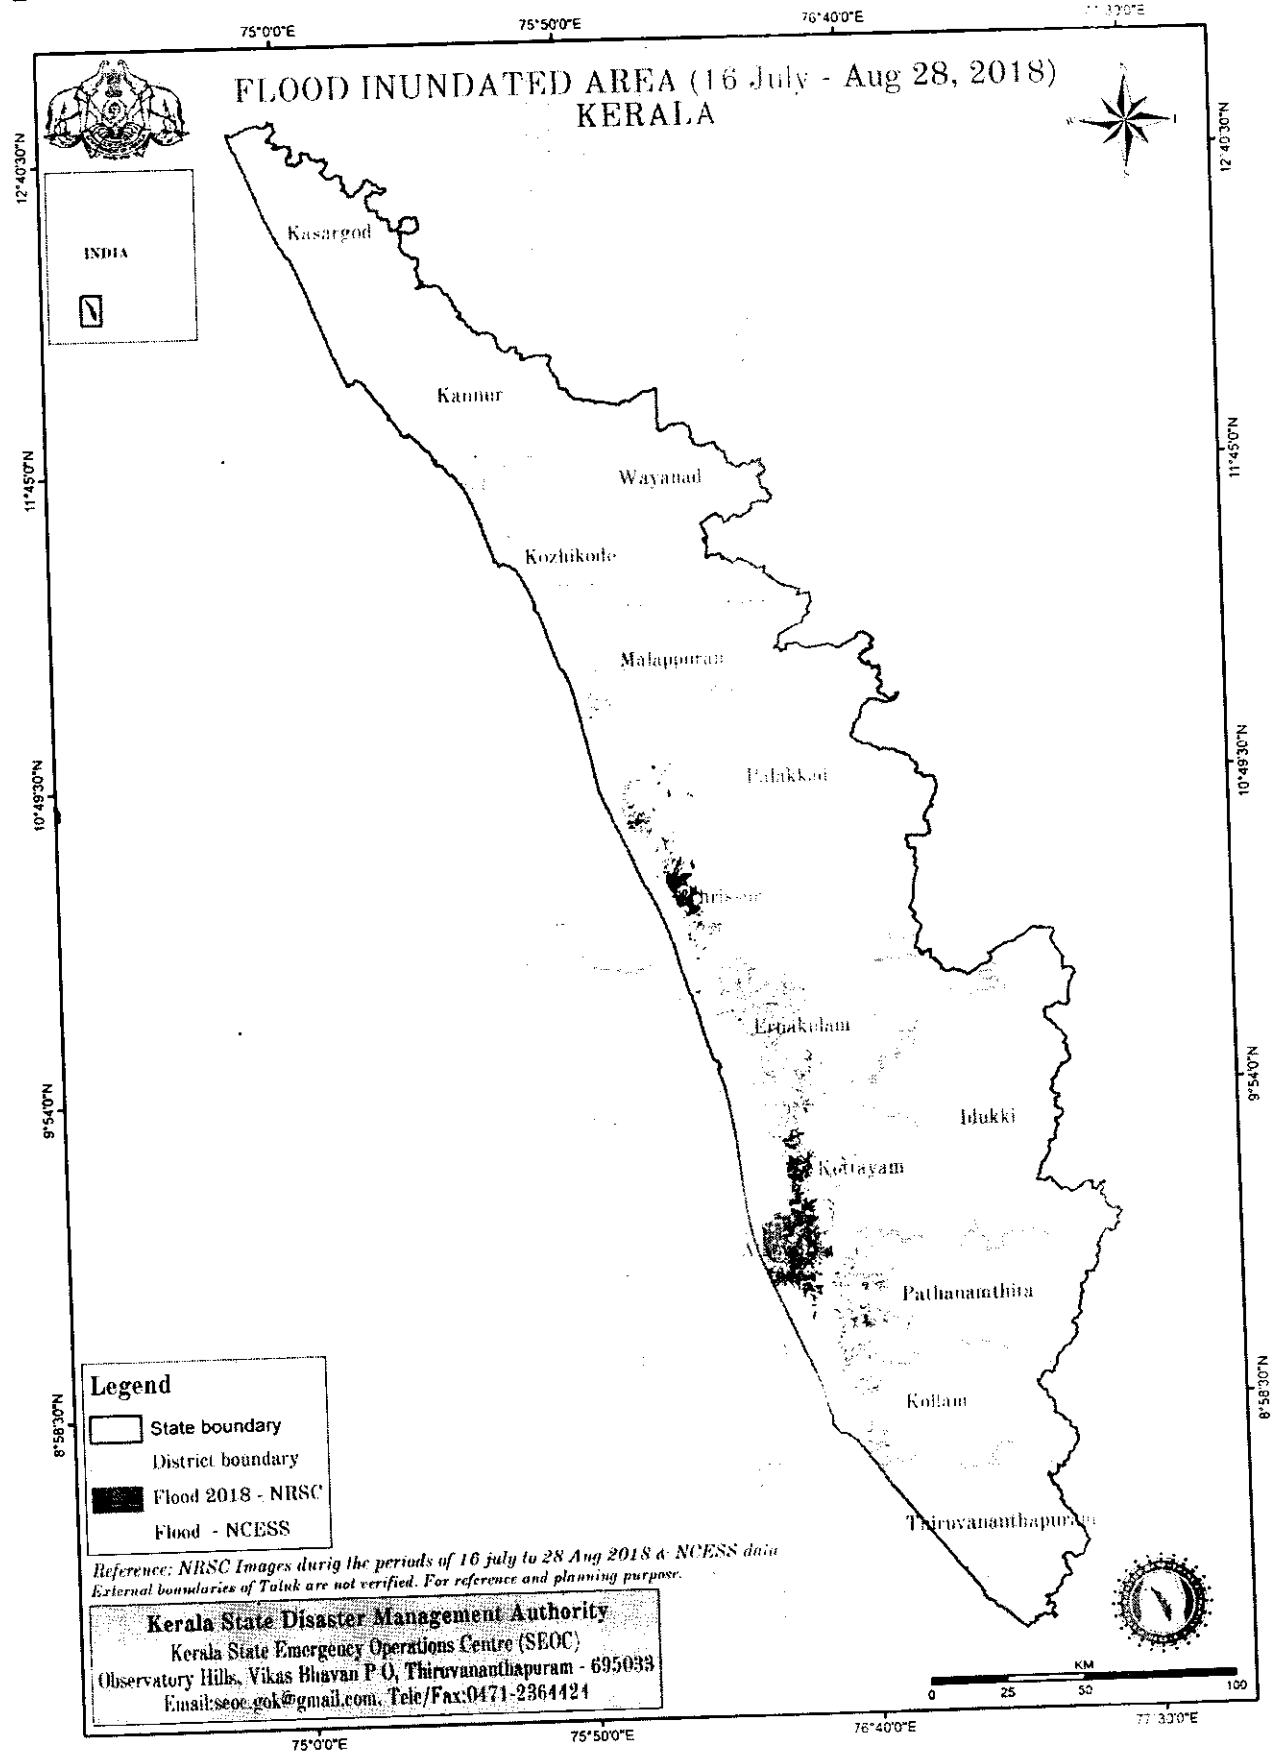 75°0'0"E 75°50'0"E 76°40'0"E
FLOOD INUNDATED AREA (16 July - Aug 28, 2018)
KERALA
W
S
12°40'30"N
12°40'30"N
INDIA
Kasargod
Kannur
11°45'0"N
11°45'0"N
Wayanad
Kozhikode
Malappuram
10°49'30"N
10°49'30"N
Palakkad
Ernakulam
9°54'0"N
9°54'0"N
Idukki
Kottayam
Pathanamthita
8°58'30"N
8°58'30"N
Kollam
Thiruvananthapuram
Legend
State boundary
District boundary
Flood 2018 - NRSC
Flood - NCESS
Reference: NRSC Images durig the periods of 16 july to 28 Aug 2018 & NCESS data
External boundaries of Taluk are not verified. For reference and planning purpose.
Kerala State Disaster Management Authority
Kerala State Emergency Operations Centre (SEOC)
Observatory Hills, Vikas Bhavan P O, Thiruvananthapuram - 695033
Email:seoc.gok@gmail.com, Tele/Fax:0471-2364424
KM
0 25 50 100
75°0'0"E 75°50'0"E 76°40'0"E 77°30'0"E